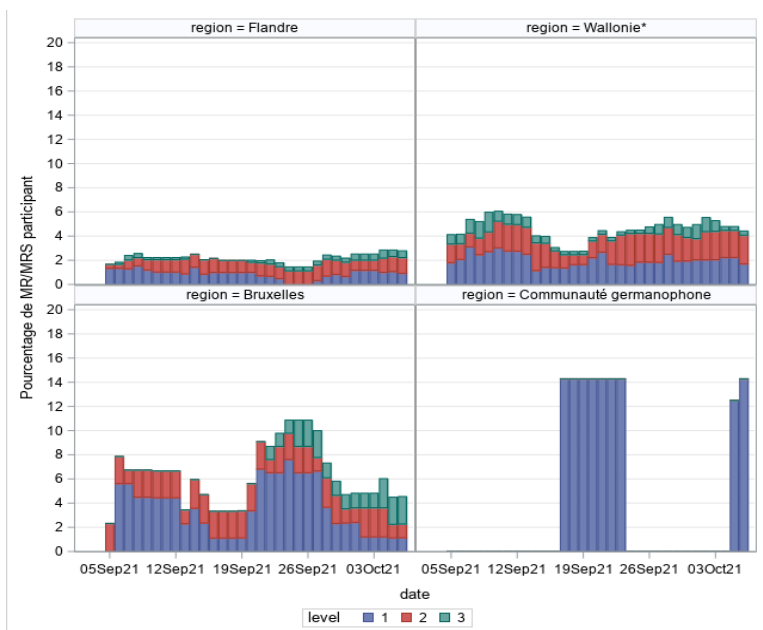 region = Flandre
region = Wallonie*
20
18
16
14
12
10
8
6
4
2
0
region = Bruxelles
region = Communauté germanophone
20
18
16
14
12
10
8
6
4
2
0
Pourcentage de MR/MRS participant
05Sep21 12Sep21 19Sep21 26Sep21 03Oct21
05Sep21 12Sep21 19Sep21 26Sep21 03Oct21
date
level 1 2 3